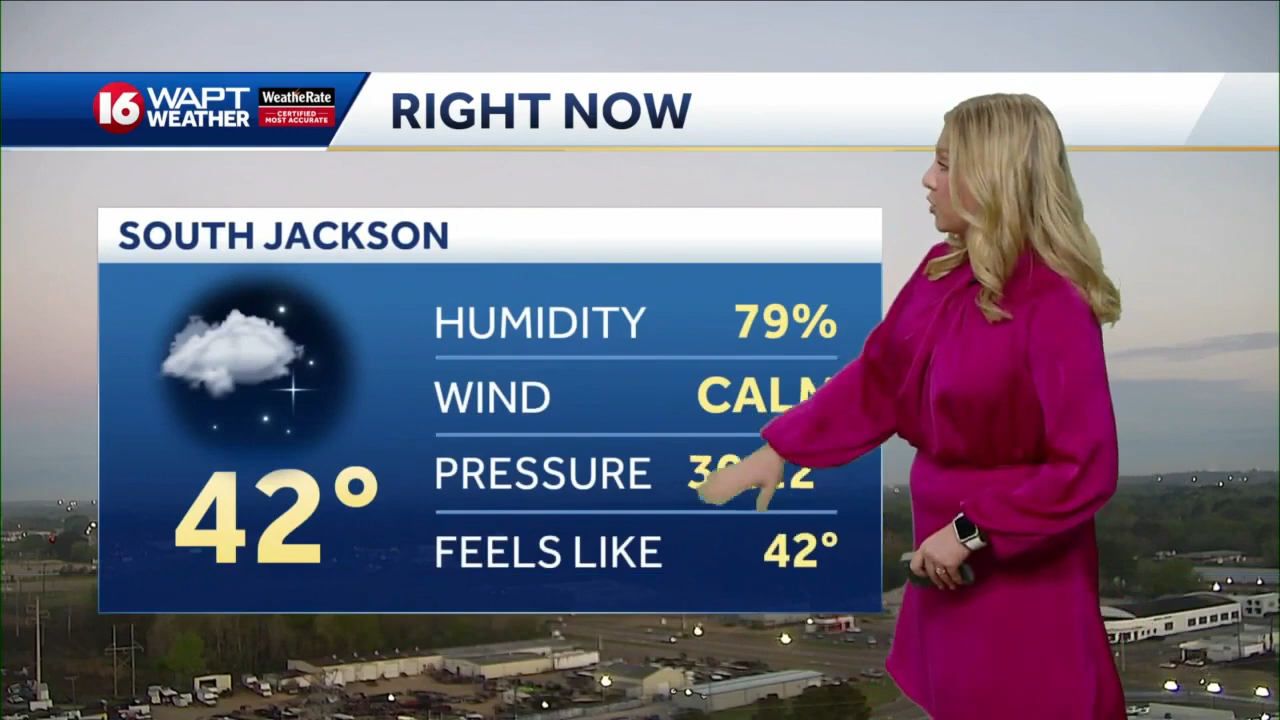 16 WAPT WEATHER
WeatheRate
CERTIFIED
MOST ACCURATE
RIGHT NOW
SOUTH JACKSON
HUMIDITY 79%
WIND CALM
PRESSURE
FEELS LIKE 42°
42°